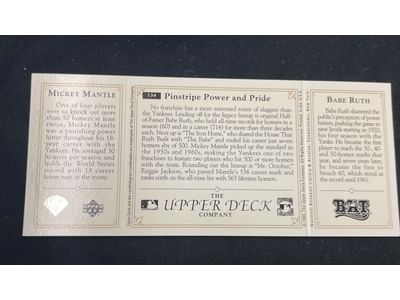 MICKEY MANTLE
One of four players
ever to knock out more
than 50 homers at least
twice, Mickey Mantle
was a punishing power
hitter throughout his 18-
year career with the
Yankees. He averaged 30
homers per season and
holds the World Series
record with 18 career
home runs in the event.
134
Pinstripe Power and Pride
No franchise has a more esteemed roster of sluggers than
the Yankees. Leading off for the legacy lineup is original Hall-
of-Famer Babe Ruth, who held all-time records for homers in a
season (60) and in a career (714) for more than three decades
each. Next up: "The Iron Horse," who shared the House That
Ruth Built with "The Babe" and ended his career just seven
homers shy of 500. Mickey Mantle picked up the mantle in
the 1950s and 1960s, making the Yankees one of two
franchises to feature two players who hit 500 or more homers
with the team. Rounding out the lineup is "Mr. October,"
Reggie Jackson, who passed Mantle's 536 career mark and
ranks sixth on the all-time list with 563 lifetime homers.
THE
UPPER DECK
COMPANY
BABE RUTH
Babe Ruth shattered the
public's perception of power
hitters, pushing the game to
new levels starting in 1920,
his first season with the
Yanks. He became the first
player to reach the 30-, 40-
and 50-homer marks that
year, and seven years later,
he became the first to
broach 60, which stood as
the record until 1961.